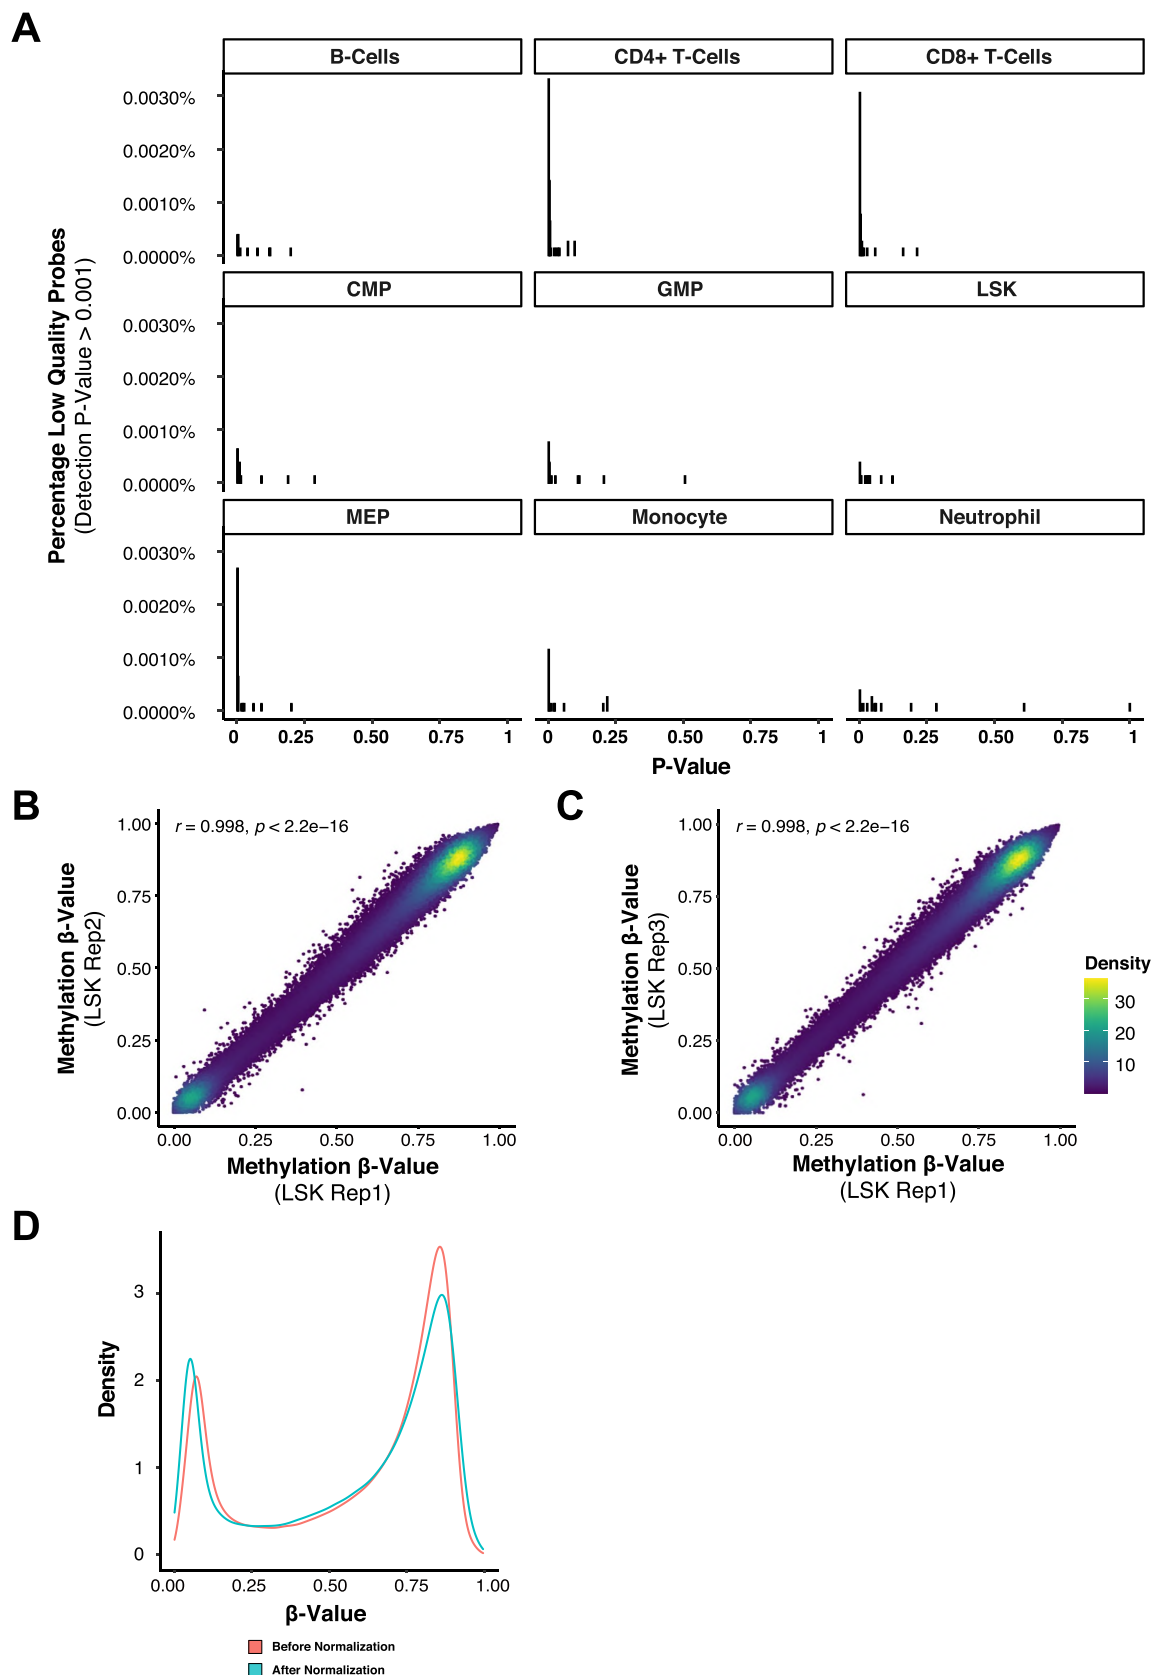 A
B-Cells
CD4+ T-Cells
CD8+ T-Cells
0.0030%
0.0020%
0.0010%
0.0000%
CMP
GMP
LSK
0.0030%
0.0020%
0.0010%
0.0000%
MEP
Monocyte
Neutrophil
0.0030%
0.0020%
0.0010%
0.0000%
Percentage Low Quality Probes
(Detection P-Value > 0.001)
0 0.25 0.50 0.75 1
0 0.25 0.50 0.75 1
0 0.25 0.50 0.75 1
P-Value
B
r = 0.998, p < 2.2e−16
1.00
0.75
0.50
0.25
0.00
Methylation β-Value
(LSK Rep2)
0.00 0.25 0.50 0.75 1.00
Methylation β-Value
(LSK Rep1)
C
r = 0.998, p < 2.2e−16
1.00
0.75
0.50
0.25
0.00
Methylation β-Value
(LSK Rep3)
0.00 0.25 0.50 0.75 1.00
Methylation β-Value
(LSK Rep1)
Density
30
20
10
D
3
2
1
0
Density
0.00 0.25 0.50 0.75 1.00
β-Value
Before Normalization
After Normalization